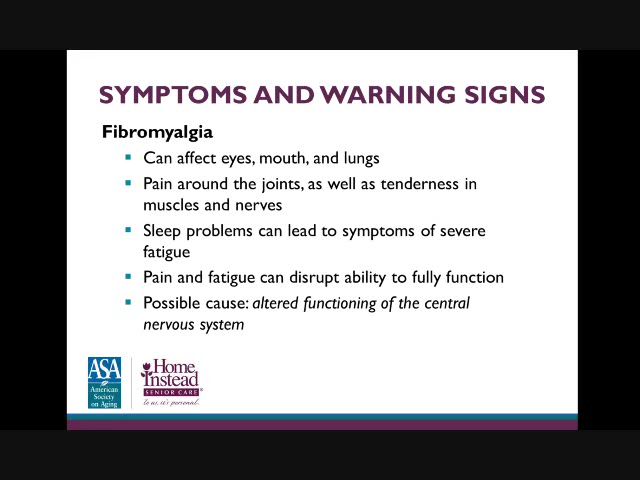 SYMPTOMS AND WARNING SIGNS
Fibromyalgia
▪ Can affect eyes, mouth, and lungs
▪ Pain around the joints, as well as tenderness in
muscles and nerves
▪ Sleep problems can lead to symptoms of severe
fatigue
▪ Pain and fatigue can disrupt ability to fully function
▪ Possible cause: altered functioning of the central
nervous system
ASA
American
Society
on Aging
Home
Instead
SENIOR CARE®
to us, it's personal.